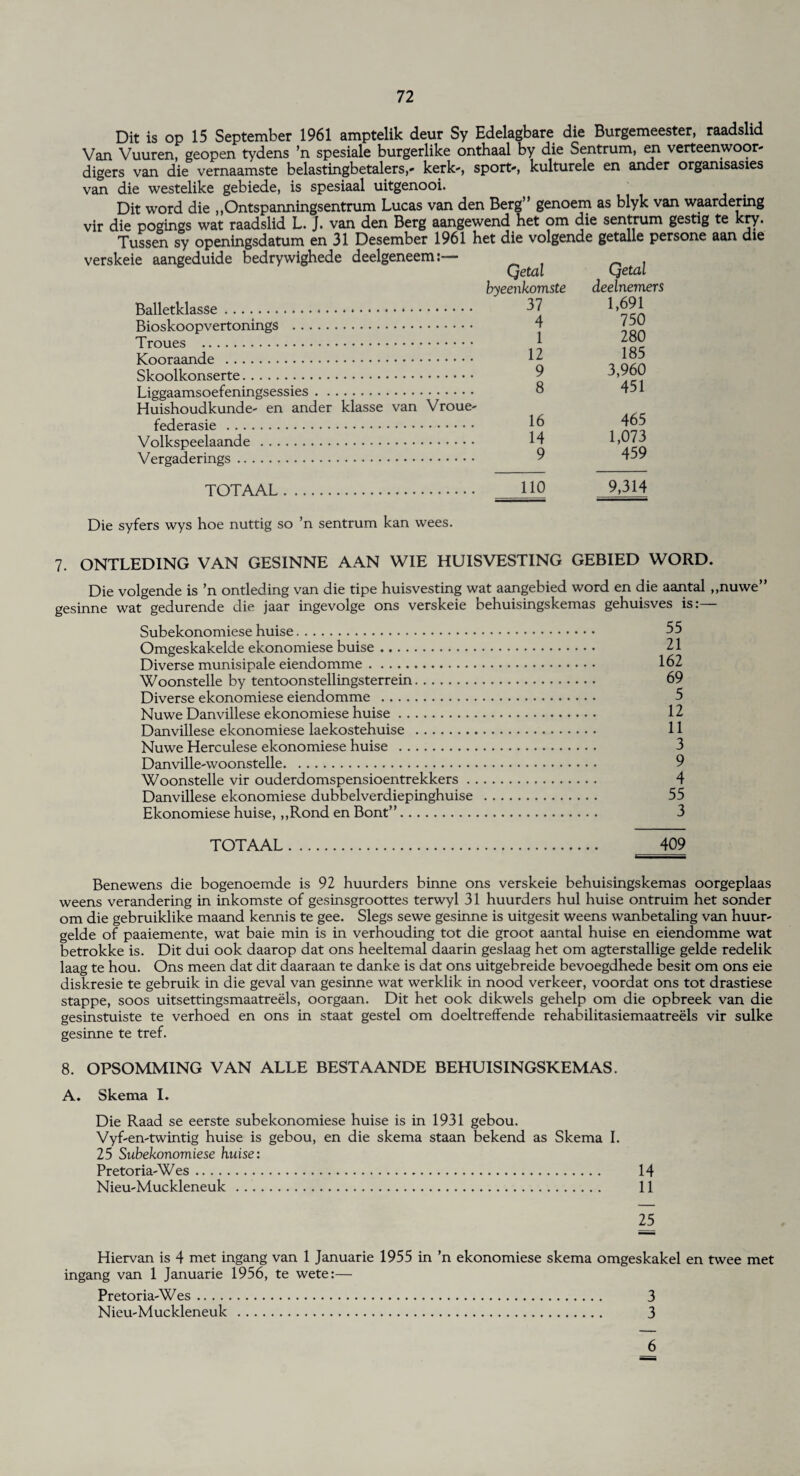 72
Dit is op 15 September 1961 amptelik deur Sy Edelagbare die Burgemeester, raadslid
Van Vuuren, geopen tydens ’n spesiale burgerlike onthaal by die Sentrum, en verteenwoor-
digers van die vernaamste belastingbetalers,- kerk-, sport-, kulturele en ander organisasies
van die westelike gebiede, is spesiaal uitgenooi.
Dit word die „Ontspanningsentrum Lucas van den Berg” genoem as blyk van waardering
vir die pogings wat raadslid L. J. van den Berg aangewend het om die sentrum gestig te kry.
Tussen sy openingsdatum en 31 Desember 1961 het die volgende getalle persone aan die
verskeie aangeduide bedrywighede deelgeneem:—
Getal Getal
byeenkomste deelnemers
Balletklasse 37 1,691
Bioskoopvertonings 4 750
Troues 1 280
Kooraande 12 185
Skoolkonserte 9 3,960
Liggaamsoefeningsessies 8 451
Huishoudkunde- en ander klasse van Vroue-
federasie 16 465
Volkspeelaande 14 1,073
Vergaderings 9 459
TOTAAL 110 9,314
Die syfers wys hoe nuttig so ’n sentrum kan wees.
7. ONTLEDING VAN GESINNE AAN WIE HUISVESTING GEBIED WORD.
Die volgende is ’n ontleding van die tipe huisvesting wat aangebied word en die aantal „nuwe”
gesinne wat gedurende die jaar ingevolge ons verskeie behuisingskemas gehuisves is:—
Subekonomiese huise 55
Omgeskakelde ekonomiese buise 21
Diverse munisipale eiendomme 162
Woonstelle by tentoonstellingsterrein 69
Diverse ekonomiese eiendomme 5
Nuwe Danvillese ekonomiese huise 12
Danvillese ekonomiese laekostehuise 11
Nuwe Herculese ekonomiese huise 3
Danville-woonstelle 9
Woonstelle vir ouderdomspensioentrekkers 4
Danvillese ekonomiese dubbelverdiepinghuise 55
Ekonomiese huise, „Rond en Bont” 3
TOTAAL 409
Benewens die bogenoemde is 92 huurders binne ons verskeie behuisingskemas oorgeplaas
weens verandering in inkomste of gesinsgroottes terwyl 31 huurders hul huise ontruim het sonder
om die gebruiklike maand kennis te gee. Slegs sewe gesinne is uitgesit weens wanbetaling van huur-
gelde of paaiemente, wat baie min is in verhouding tot die groot aantal huise en eiendomme wat
betrokke is. Dit dui ook daarop dat ons heeltemal daarin geslaag het om agterstallige gelde redelik
laag te hou. Ons meen dat dit daaraan te danke is dat ons uitgebreide bevoegdhede besit om ons eie
diskresie te gebruik in die geval van gesinne wat werklik in nood verkeer, voordat ons tot drastiese
stappe, soos uitsettingsmaatreëls, oorgaan. Dit het ook dikwels gehelp om die opbreek van die
gesinstuiste te verhoed en ons in staat gestel om doeltreffende rehabilitasiemaatreëls vir sulke
gesinne te tref.
8. OPSOMMING VAN ALLE BESTAANDE BEHUISINGSKEMAS.
A. Skema I.
Die Raad se eerste subekonomiese huise is in 1931 gebou.
Vyf-en-twintig huise is gebou, en die skema staan bekend as Skema I.
25 Subekonomiese huise:
Pretoria-Wes 14
Nieu-Muckleneuk 11
25
Hiervan is 4 met ingang van 1 Januarie 1955 in ’n ekonomiese skema omgeskakel en twee met
ingang van 1 Januarie 1956, te wete:—
Pretoria-Wes 3
Nieu-Muckleneuk 3
6